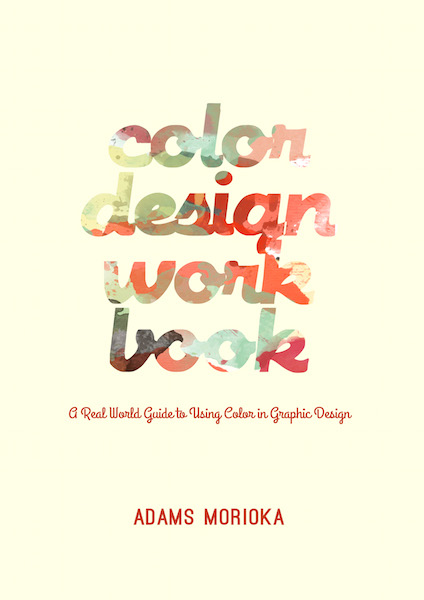 color
design
work
book
A Real World Guide to Using Color in Graphic Design
ADAMS MORIOKA